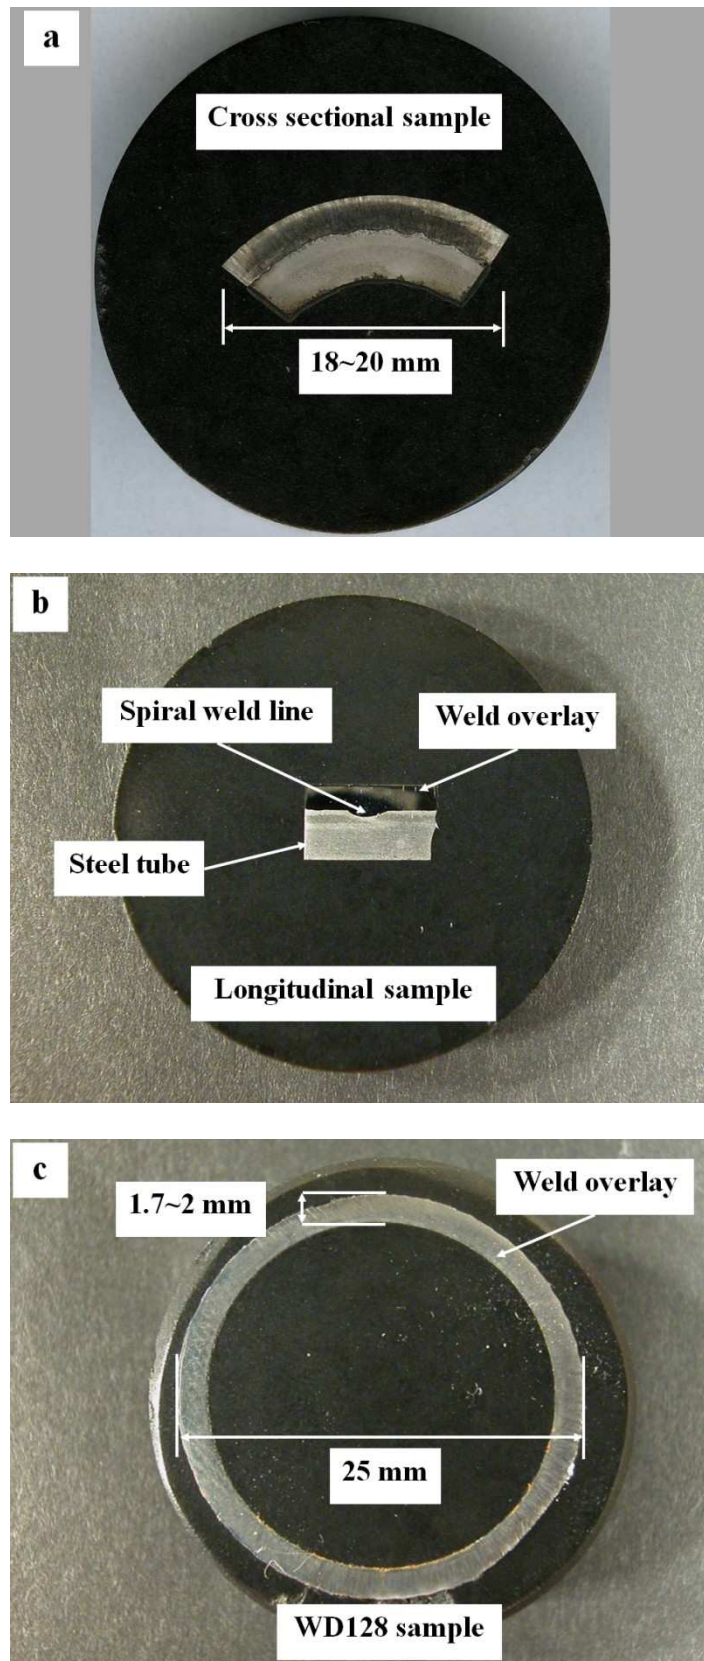 a
Cross sectional sample
18~20 mm
b
Spiral weld line
Weld overlay
Steel tube
Longitudinal sample
c
1.7~2 mm
Weld overlay
25 mm
WD128 sample